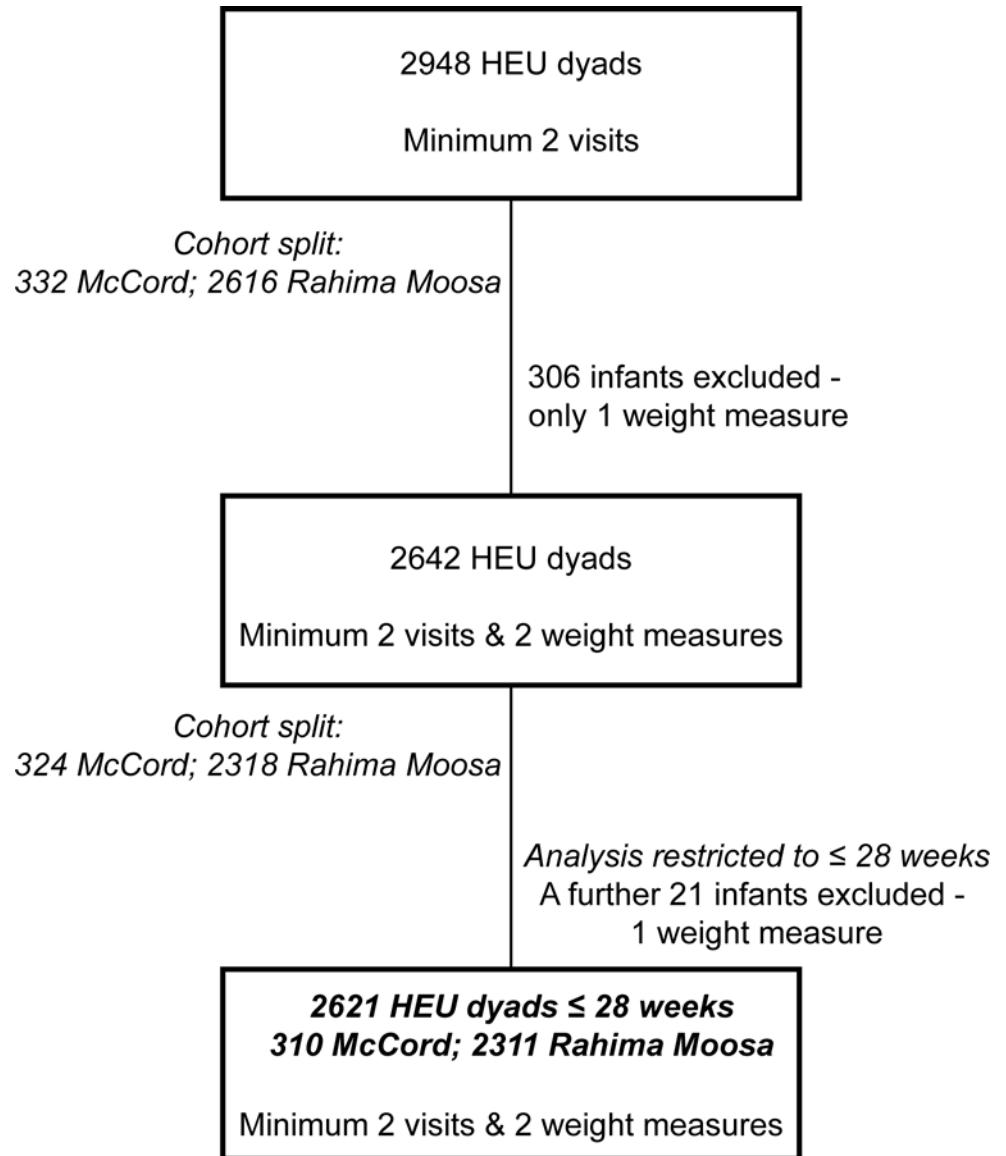 2948 HEU dyads
Minimum 2 visits
Cohort split:
332 McCord; 2616 Rahima Moosa
306 infants excluded -
only 1 weight measure
2642 HEU dyads
Minimum 2 visits & 2 weight measures
Cohort split:
324 McCord; 2318 Rahima Moosa
Analysis restricted to ≤ 28 weeks
A further 21 infants excluded -
1 weight measure
2621 HEU dyads ≤ 28 weeks
310 McCord; 2311 Rahima Moosa
Minimum 2 visits & 2 weight measures